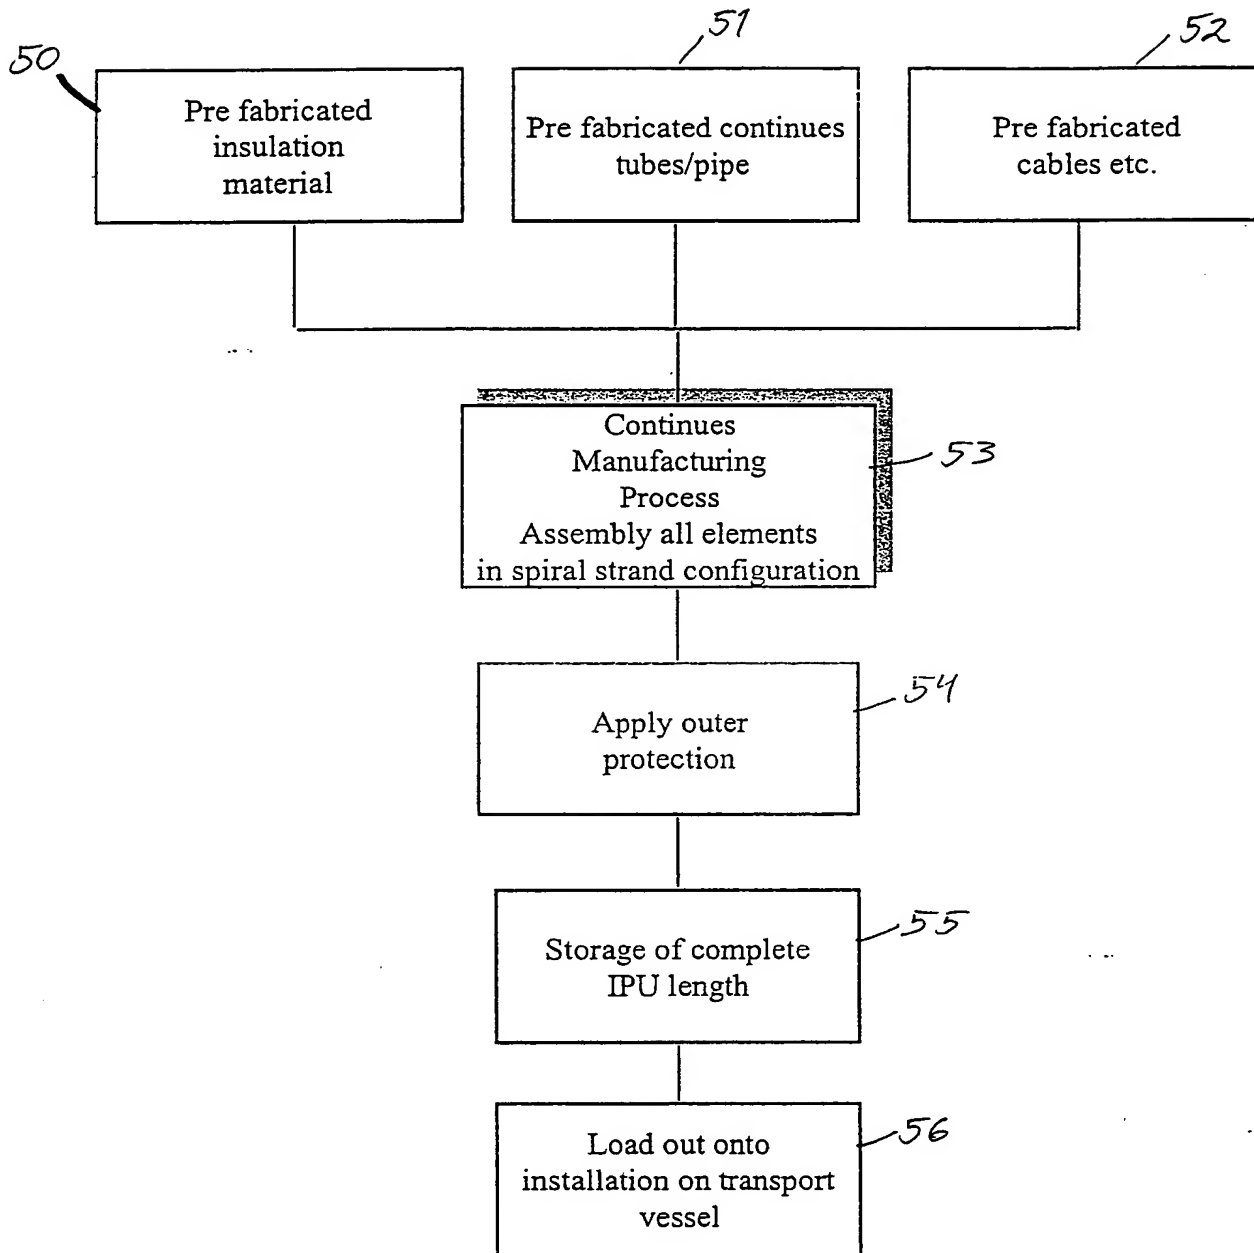 50
51
52
Pre fabricated
insulation
material
Pre fabricated continues
tubes/pipe
Pre fabricated
cables etc.
Continues
Manufacturing
Process
Assembly all elements
in spiral strand configuration
53
Apply outer
protection
54
Storage of complete
IPU length
55
Load out onto
installation on transport
vessel
56